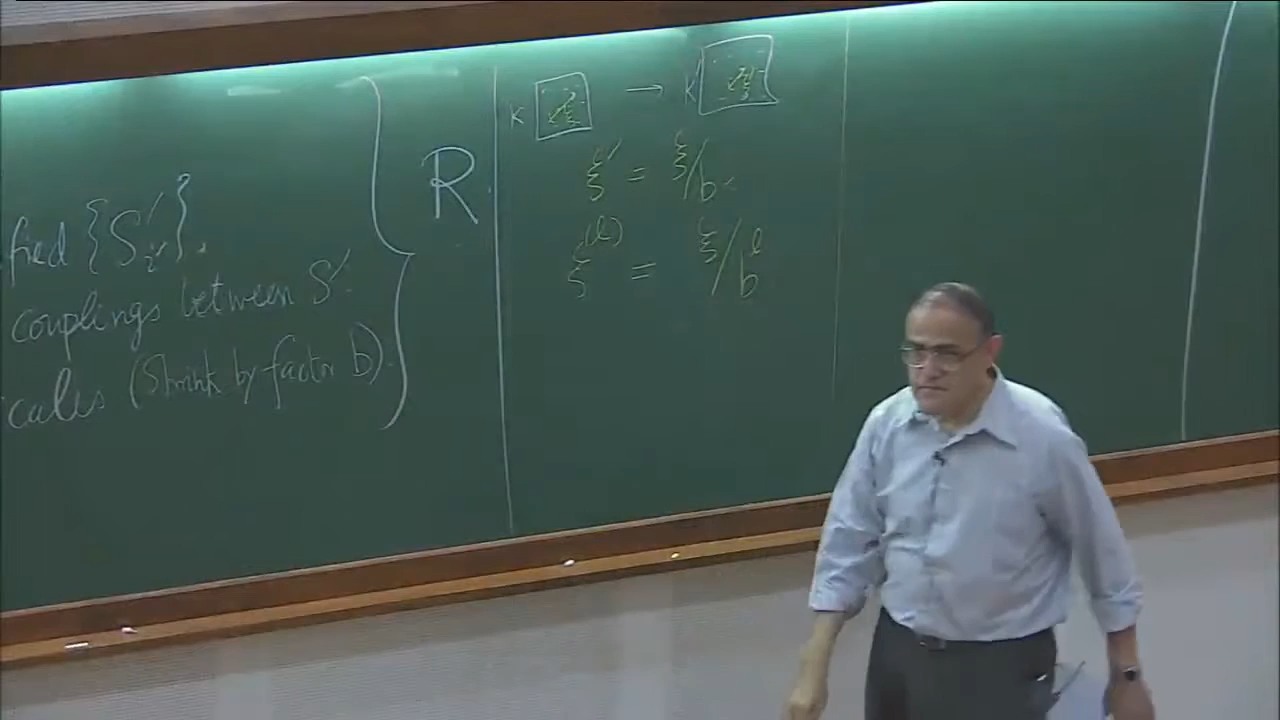 fied {S'_{i'}}.
couplings between S'.
cales (Shrink by factor b).
R
K → K'
ξ' = ξ/b.
ξ^{(l)} = ξ/b^l